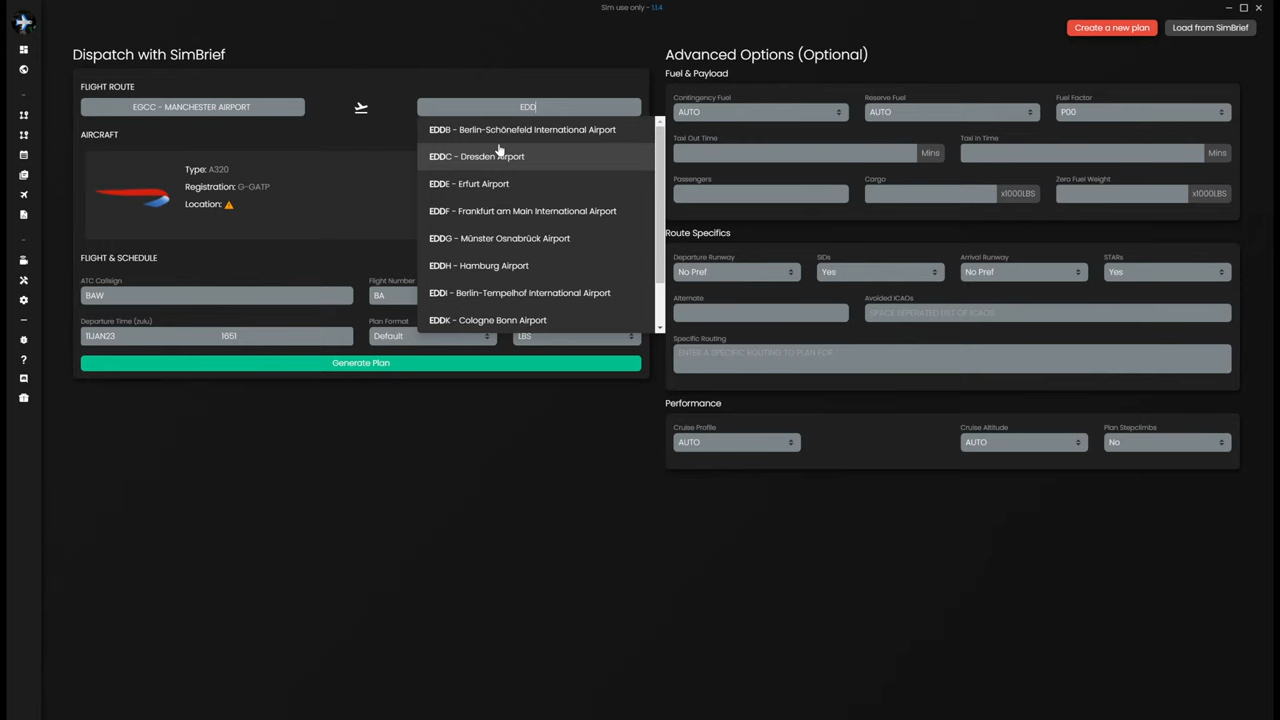 Sim use only - 1.1.4
Create a new plan
Load from SimBrief
Dispatch with SimBrief
FLIGHT ROUTE
EGCC - MANCHESTER AIRPORT
EDD
EDDB - Berlin-Schönefeld International Airport
EDDC - Dresden Airport
EDDE - Erfurt Airport
EDDF - Frankfurt am Main International Airport
EDDG - Münster Osnabrück Airport
EDDH - Hamburg Airport
EDDI - Berlin-Tempelhof International Airport
EDDK - Cologne Bonn Airport
AIRCRAFT
Type: A320
Registration: G-GATP
Location:
FLIGHT & SCHEDULE
ATC Callsign
Flight Number
BAW
BA
Departure Time (zulu)
Plan Format
11JAN23 1651
Default
LBS
Generate Plan
Advanced Options (Optional)
Fuel & Payload
Contingency Fuel
Reserve Fuel
Fuel Factor
AUTO
AUTO
P00
Taxi Out Time
Taxi In Time
Mins
Mins
Passengers
Cargo
Zero Fuel Weight
x1000LBS
x1000LBS
Route Specifics
Departure Runway
SIDs
Arrival Runway
STARs
No Pref
Yes
No Pref
Yes
Alternate
Avoided ICAOs
SPACE SEPERATED LIST OF ICAOS
Specific Routing
ENTER A SPECIFIC ROUTING TO PLAN FOR
Performance
Cruise Profile
Cruise Altitude
Plan Stepclimbs
AUTO
AUTO
No